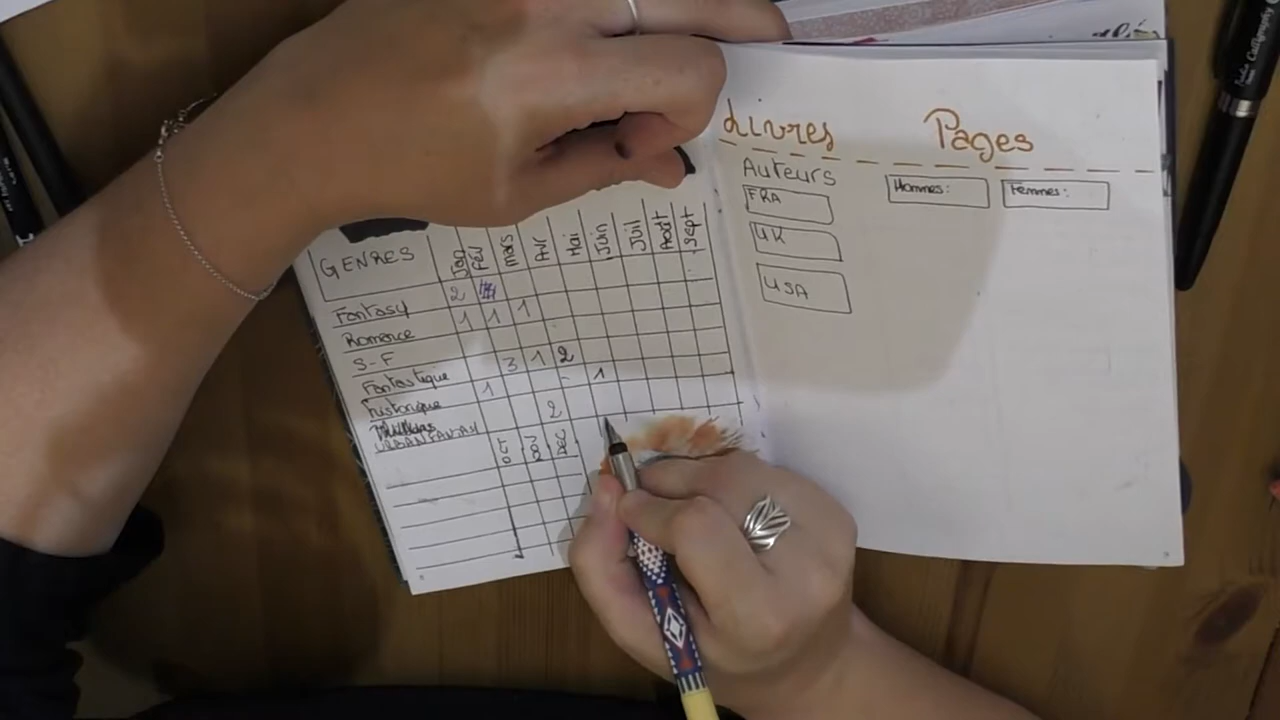 GENRES Jan Fév mars Avr Mai Juin Juil Août Sept
Fantasy 2
Romance 1 1 1
S-F
Fantastique 3 1 2
historique 1 1
URBAN FANTASY 2
OCT NOV DEC
Livres
Pages
Auteurs
FRA
UK
USA
Hommes:
Femmes: